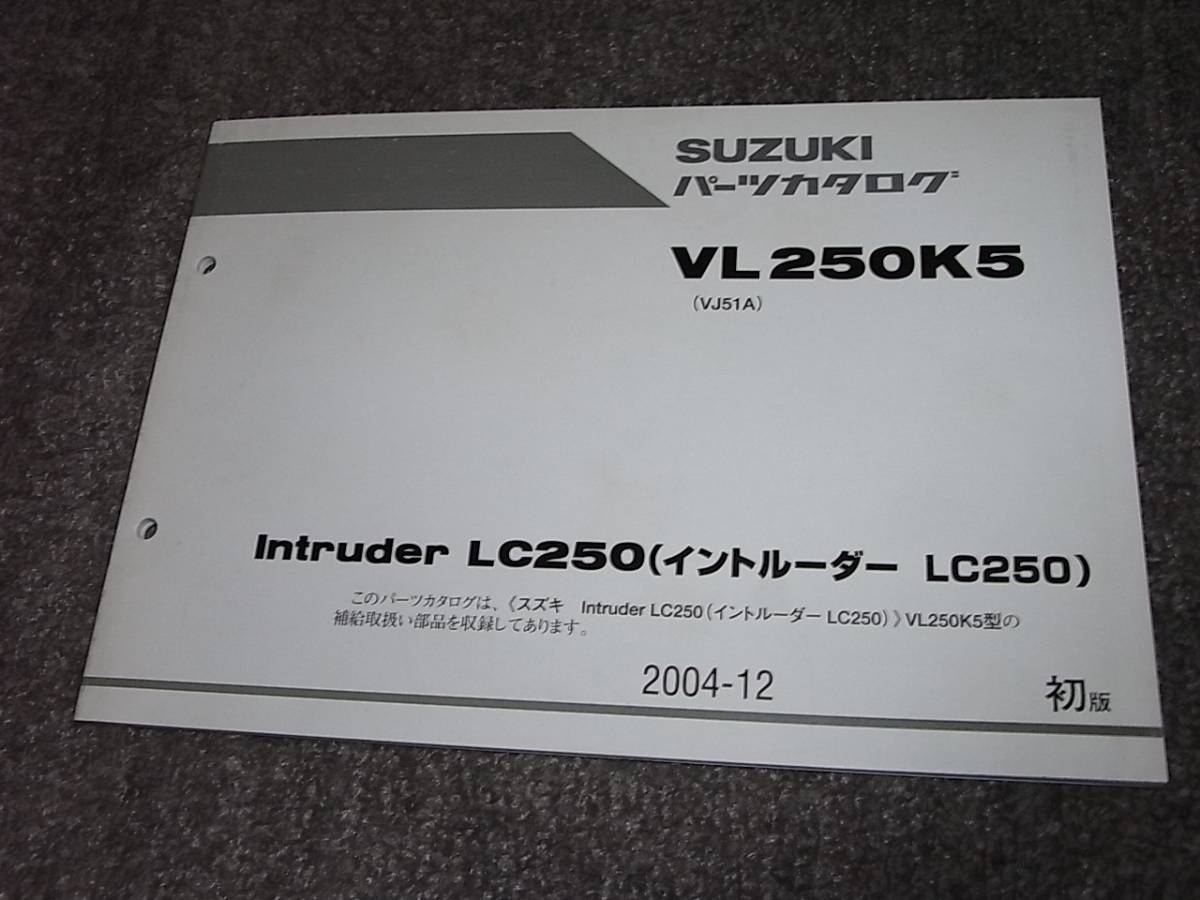 SUZUKI
パーツカタログ
VL250K5
（VJ51A）
Intruder LC250（イントルーダー LC250）
このパーツカタログは、《スズキ Intruder LC250（イントルーダー LC250）》VL250K5型の
補給取扱い部品を収録してあります。
2004-12 初版